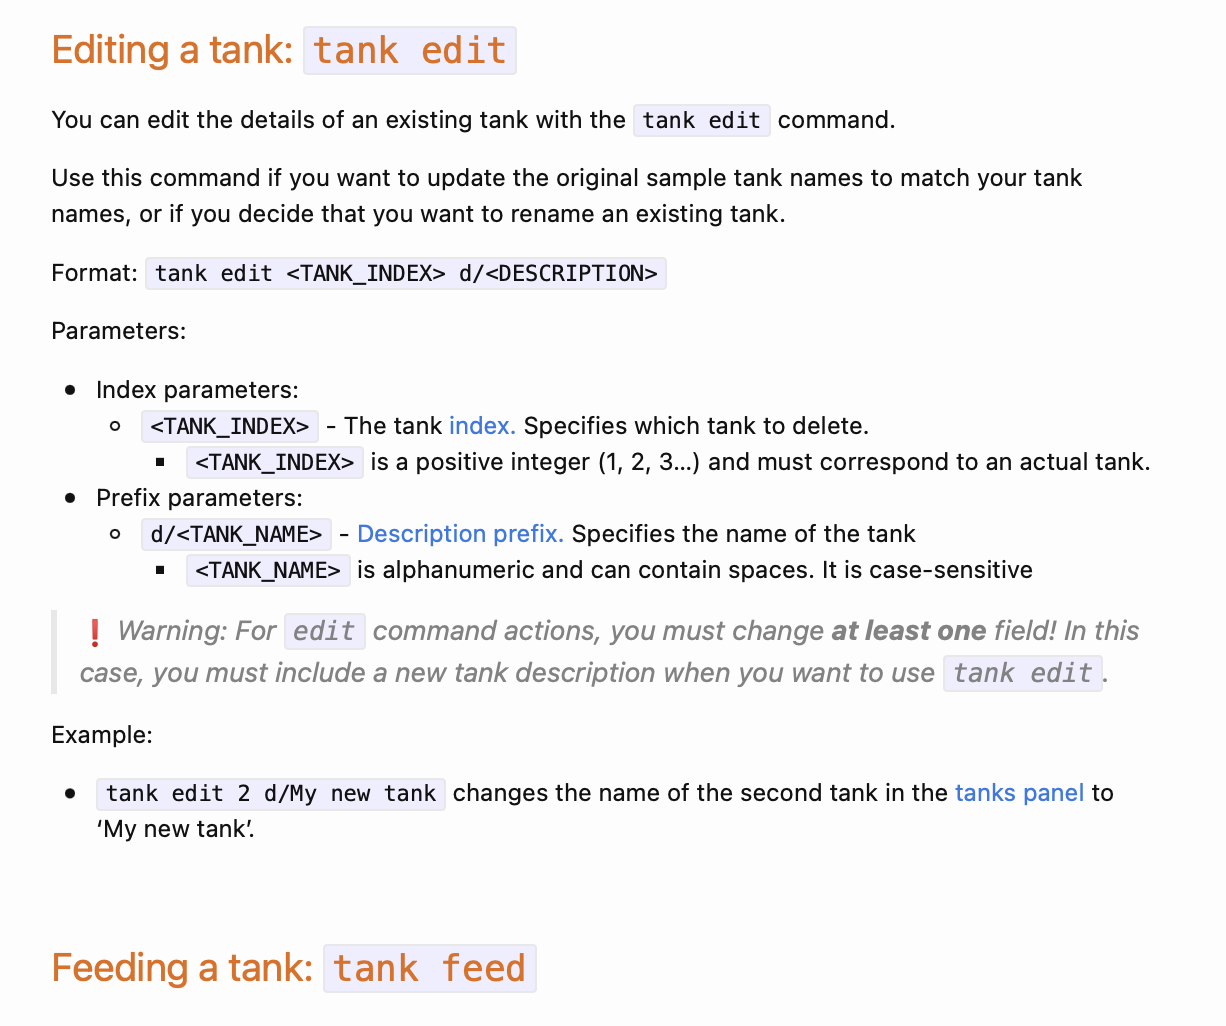 Editing a tank: tank edit
You can edit the details of an existing tank with the tank edit command.
Use this command if you want to update the original sample tank names to match your tank
names, or if you decide that you want to rename an existing tank.
Format: tank edit <TANK_INDEX> d/<DESCRIPTION>
Parameters:
• Index parameters:
◦ <TANK_INDEX> - The tank index. Specifies which tank to delete.
▪ <TANK_INDEX> is a positive integer (1, 2, 3…) and must correspond to an actual tank.
• Prefix parameters:
◦ d/<TANK_NAME> - Description prefix. Specifies the name of the tank
▪ <TANK_NAME> is alphanumeric and can contain spaces. It is case-sensitive
❗ Warning: For edit command actions, you must change at least one field! In this
case, you must include a new tank description when you want to use tank edit.
Example:
• tank edit 2 d/My new tank changes the name of the second tank in the tanks panel to
‘My new tank’.
Feeding a tank: tank feed